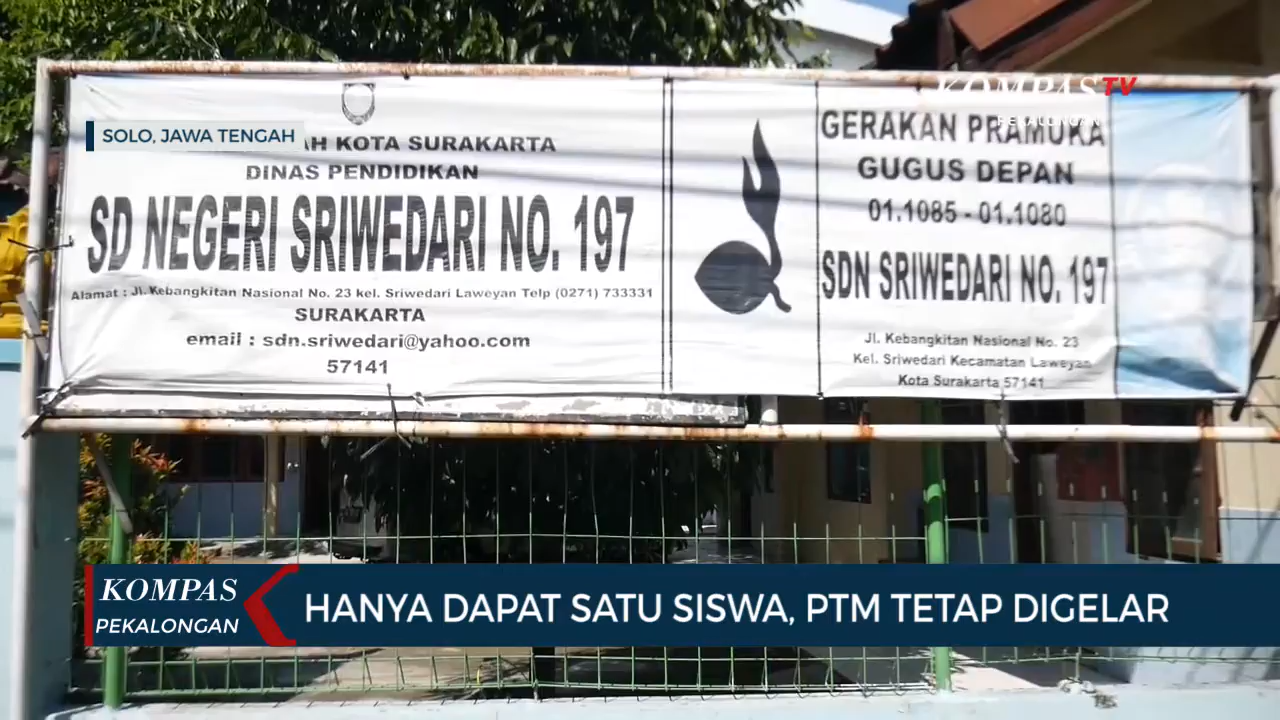 SOLO, JAWA TENGAH
KOTA SURAKARTA
DINAS PENDIDIKAN
SD NEGERI SRIWEDARI NO. 197
Alamat : Jl. Kebangkitan Nasional No. 23 kel. Sriwedari Laweyan Telp (0271) 733331
SURAKARTA
email : sdn.sriwedari@yahoo.com
57141
KOMPAS TV
PEKALONGAN
GERAKAN PRAMUKA
GUGUS DEPAN
01.1085 - 01.1080
SDN SRIWEDARI NO. 197
Jl. Kebangkitan Nasional No. 23
Kel. Sriwedari Kecamatan Laweyan
Kota Surakarta 57141
KOMPAS
PEKALONGAN
HANYA DAPAT SATU SISWA, PTM TETAP DIGELAR